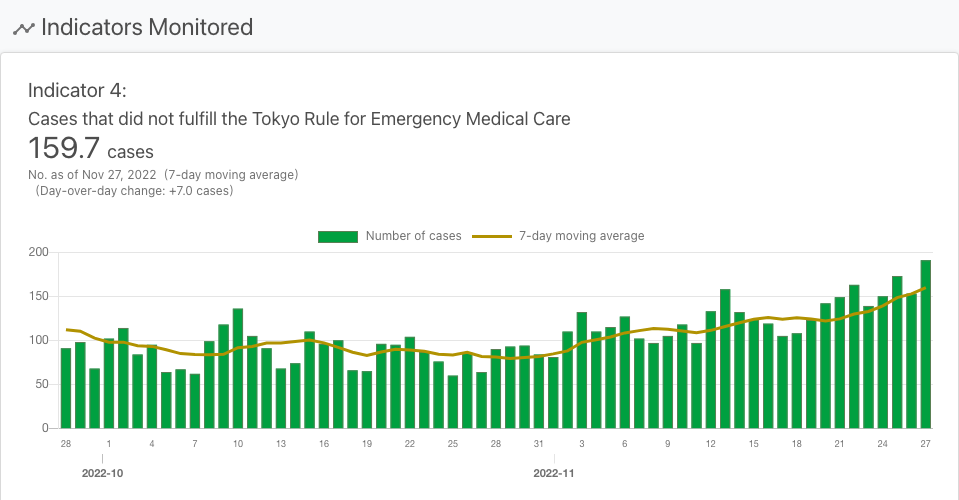 Indicators Monitored
Indicator 4:
Cases that did not fulfill the Tokyo Rule for Emergency Medical Care
159.7 cases
No. as of Nov 27, 2022 (7-day moving average)
(Day-over-day change: +7.0 cases)
Number of cases 7-day moving average
200
150
100
50
0
28 1 4 7 10 13 16 19 22 25 28 31 3 6 9 12 15 18 21 24 27
2022-10 2022-11